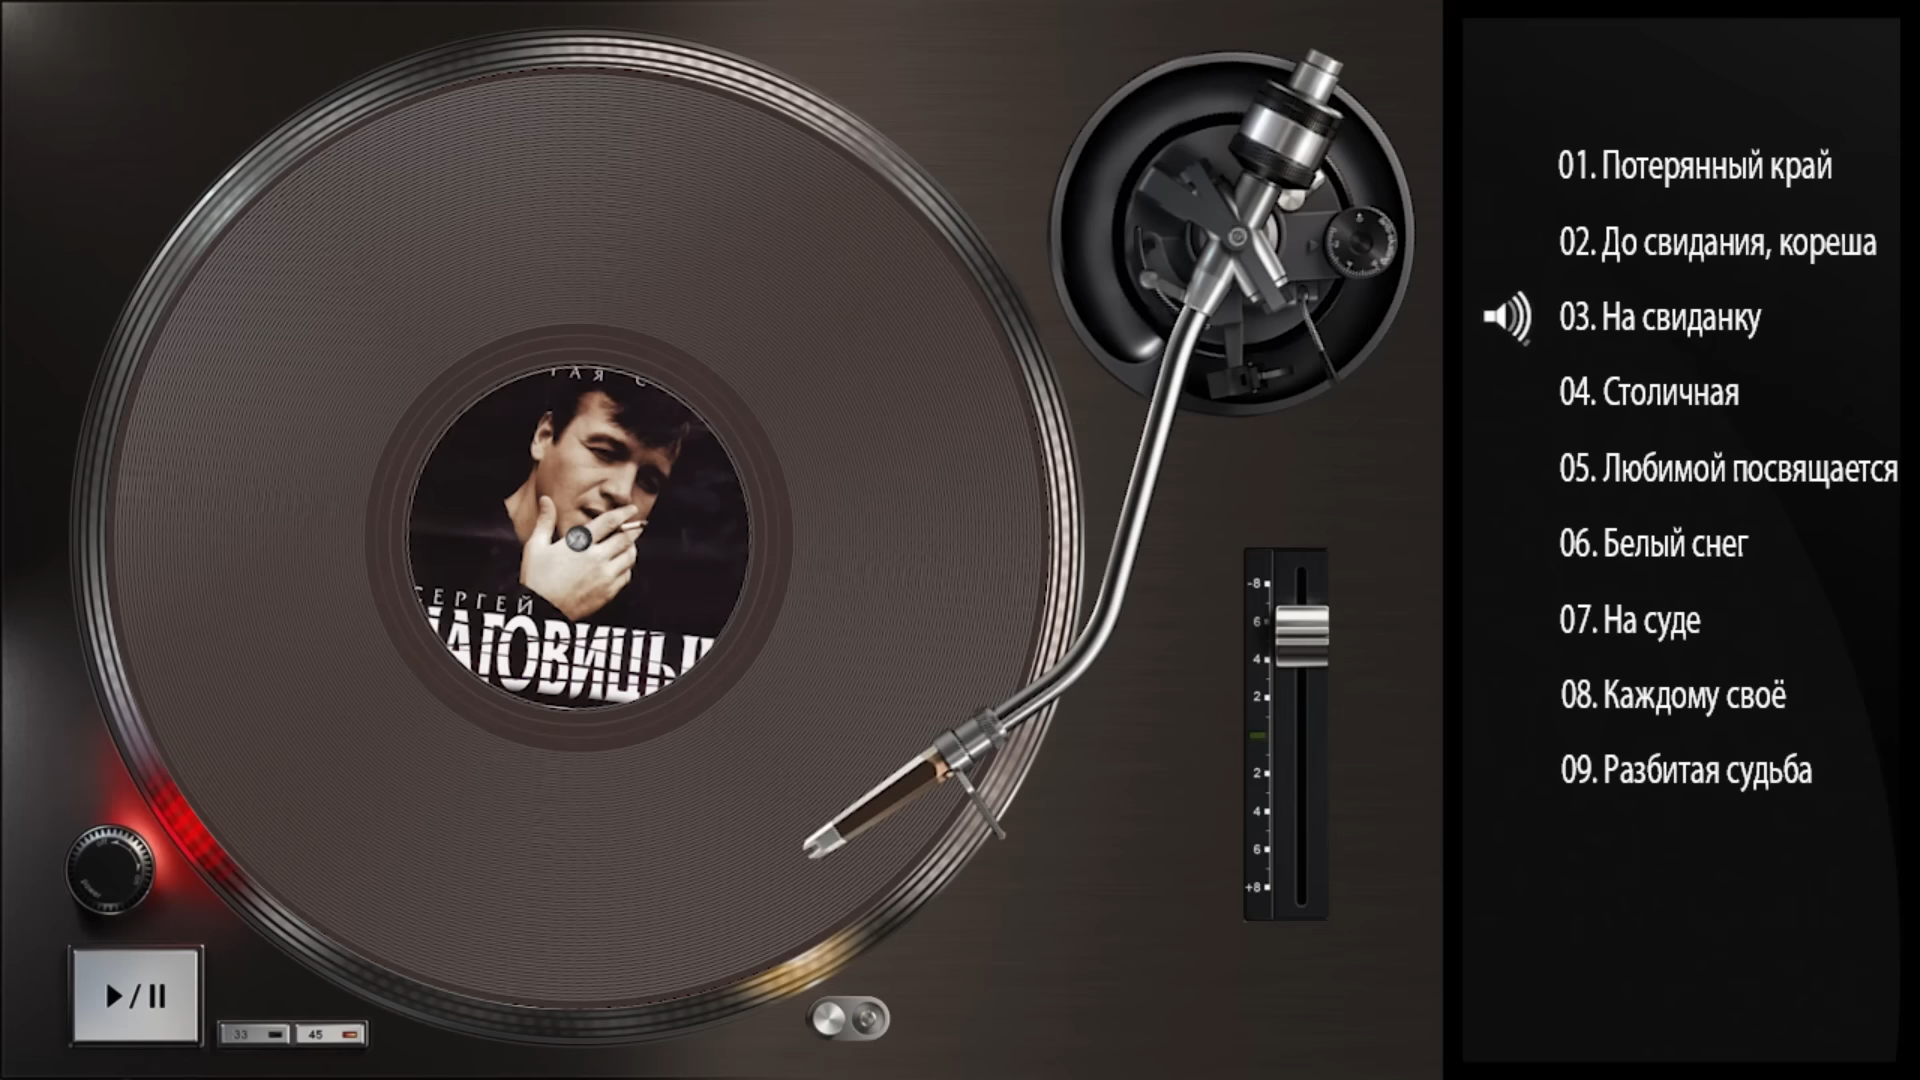 СЕРГЕЙ
01. Потерянный край
02. До свидания, кореша
03. На свиданку
04. Столичная
05. Любимой посвящается
06. Белый снег
07. На суде
08. Каждому своё
09. Разбитая судьба
-8
6
4
2
2
4
6
+8
33
45